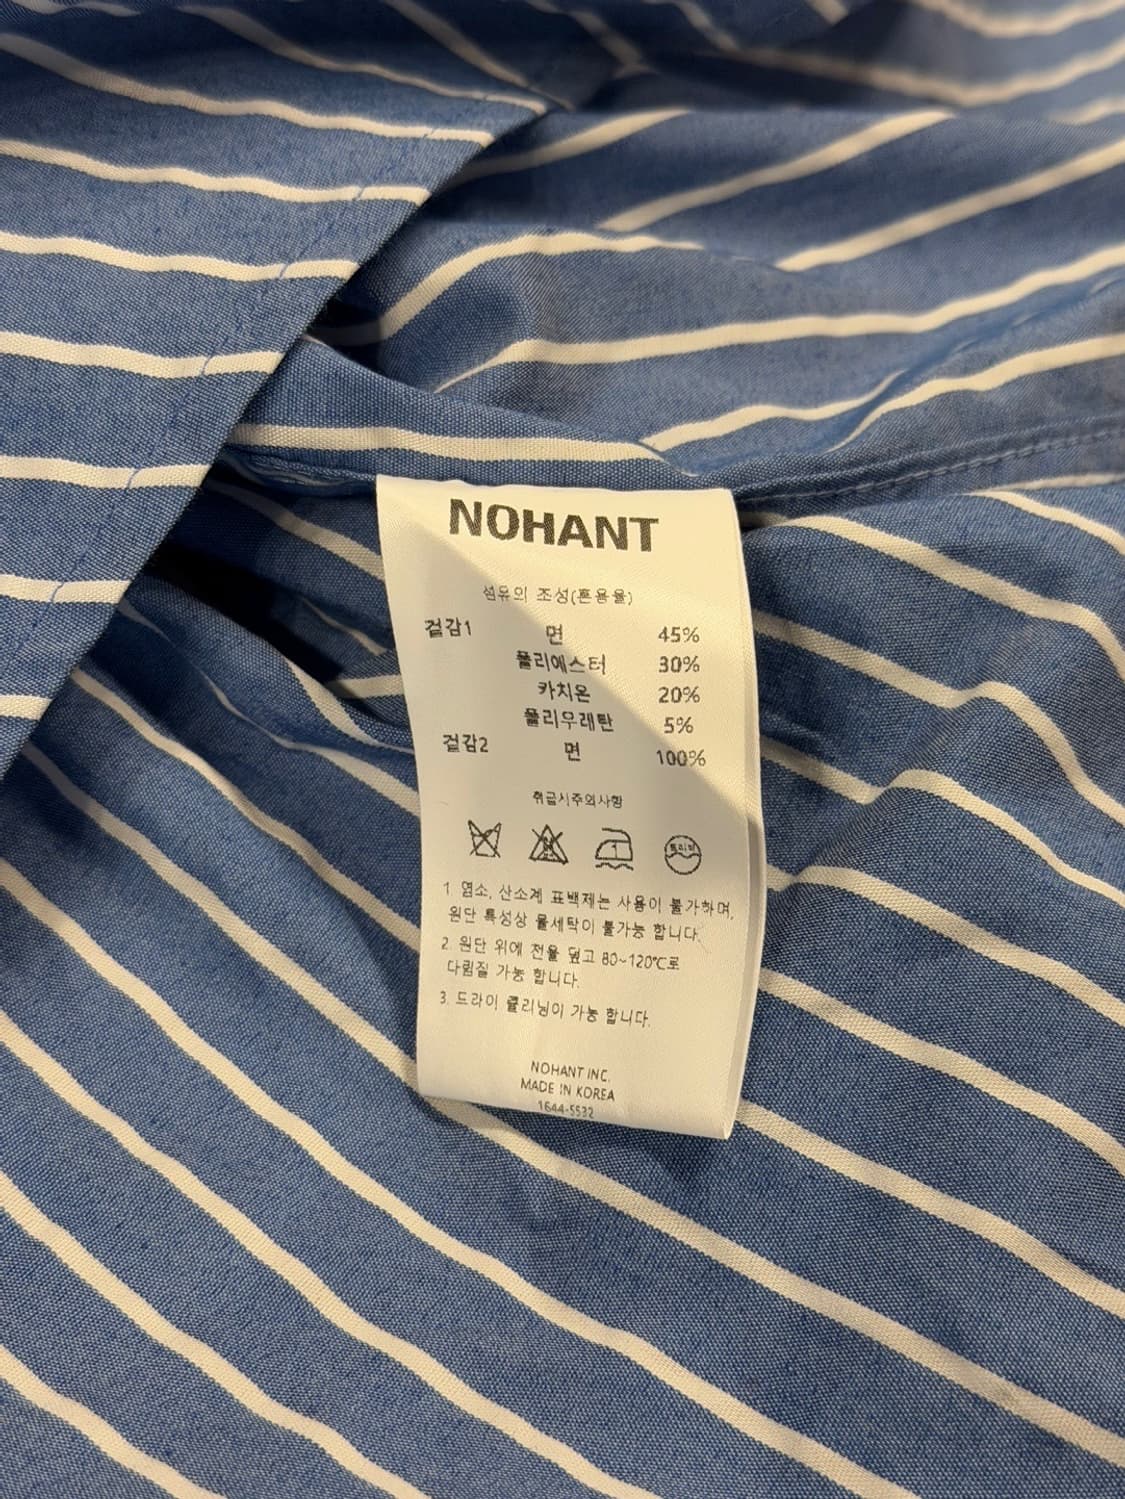 NOHANT
섬유의 조성(혼용율)
겉감1 면 45%
폴리에스터 30%
카치온 20%
폴리우레탄 5%
겉감2 면 100%
취급시주의사항
1 염소, 산소계 표백제는 사용이 불가하며,
원단 특성상 물세탁이 불가능 합니다.
2. 원단 위에 천을 덮고 80~120℃로
다림질 가능 합니다.
3. 드라이 클리닝이 가능 합니다.
NOHANT INC.
MADE IN KOREA
1644-5532